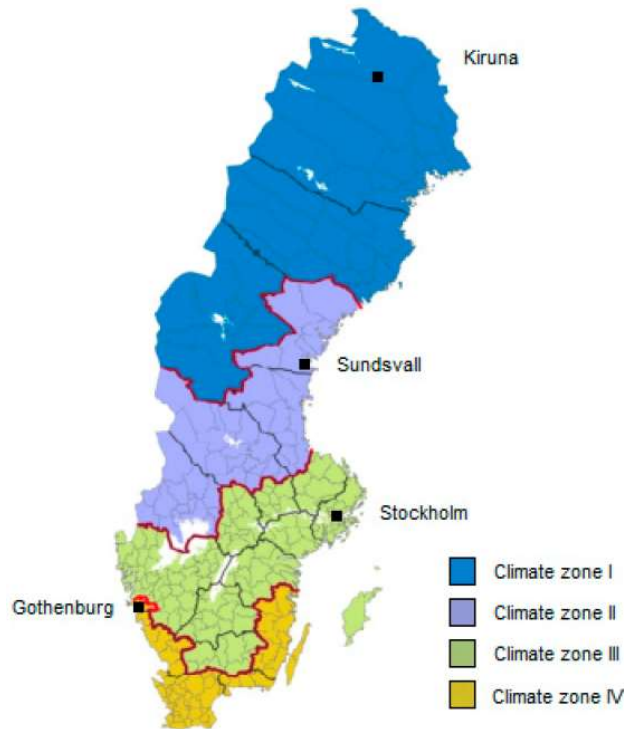 Kiruna
Sundsvall
Stockholm
Gothenburg
Climate zone I
Climate zone II
Climate zone III
Climate zone IV